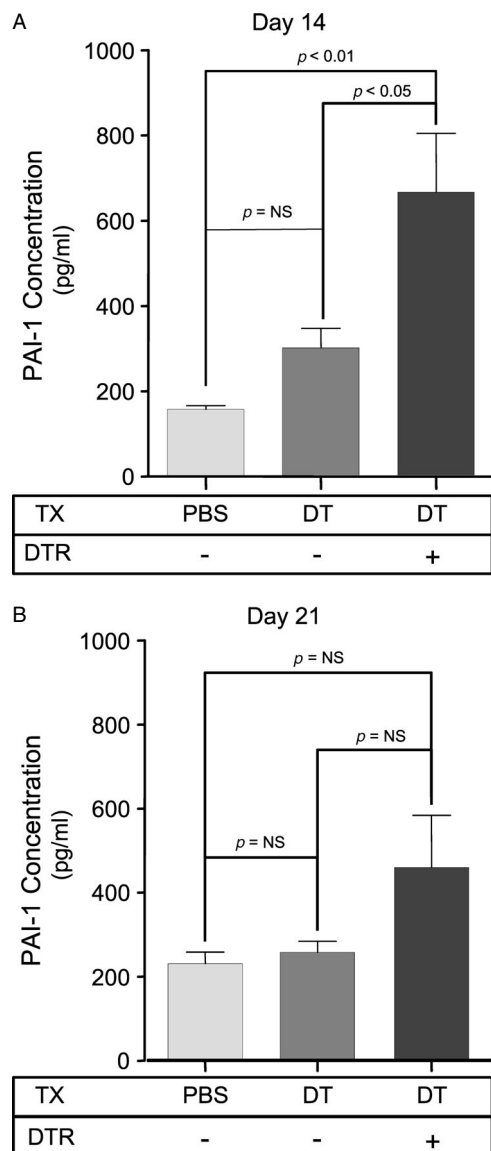 A
Day 14
PAI-1 Concentration
(pg/ml)
1000
800
600
400
200
0
p < 0.01
p < 0.05
p = NS
TX PBS DT DT
DTR - - +
B
Day 21
PAI-1 Concentration
(pg/ml)
1000
800
600
400
200
0
p = NS
p = NS
p = NS
TX PBS DT DT
DTR - - +